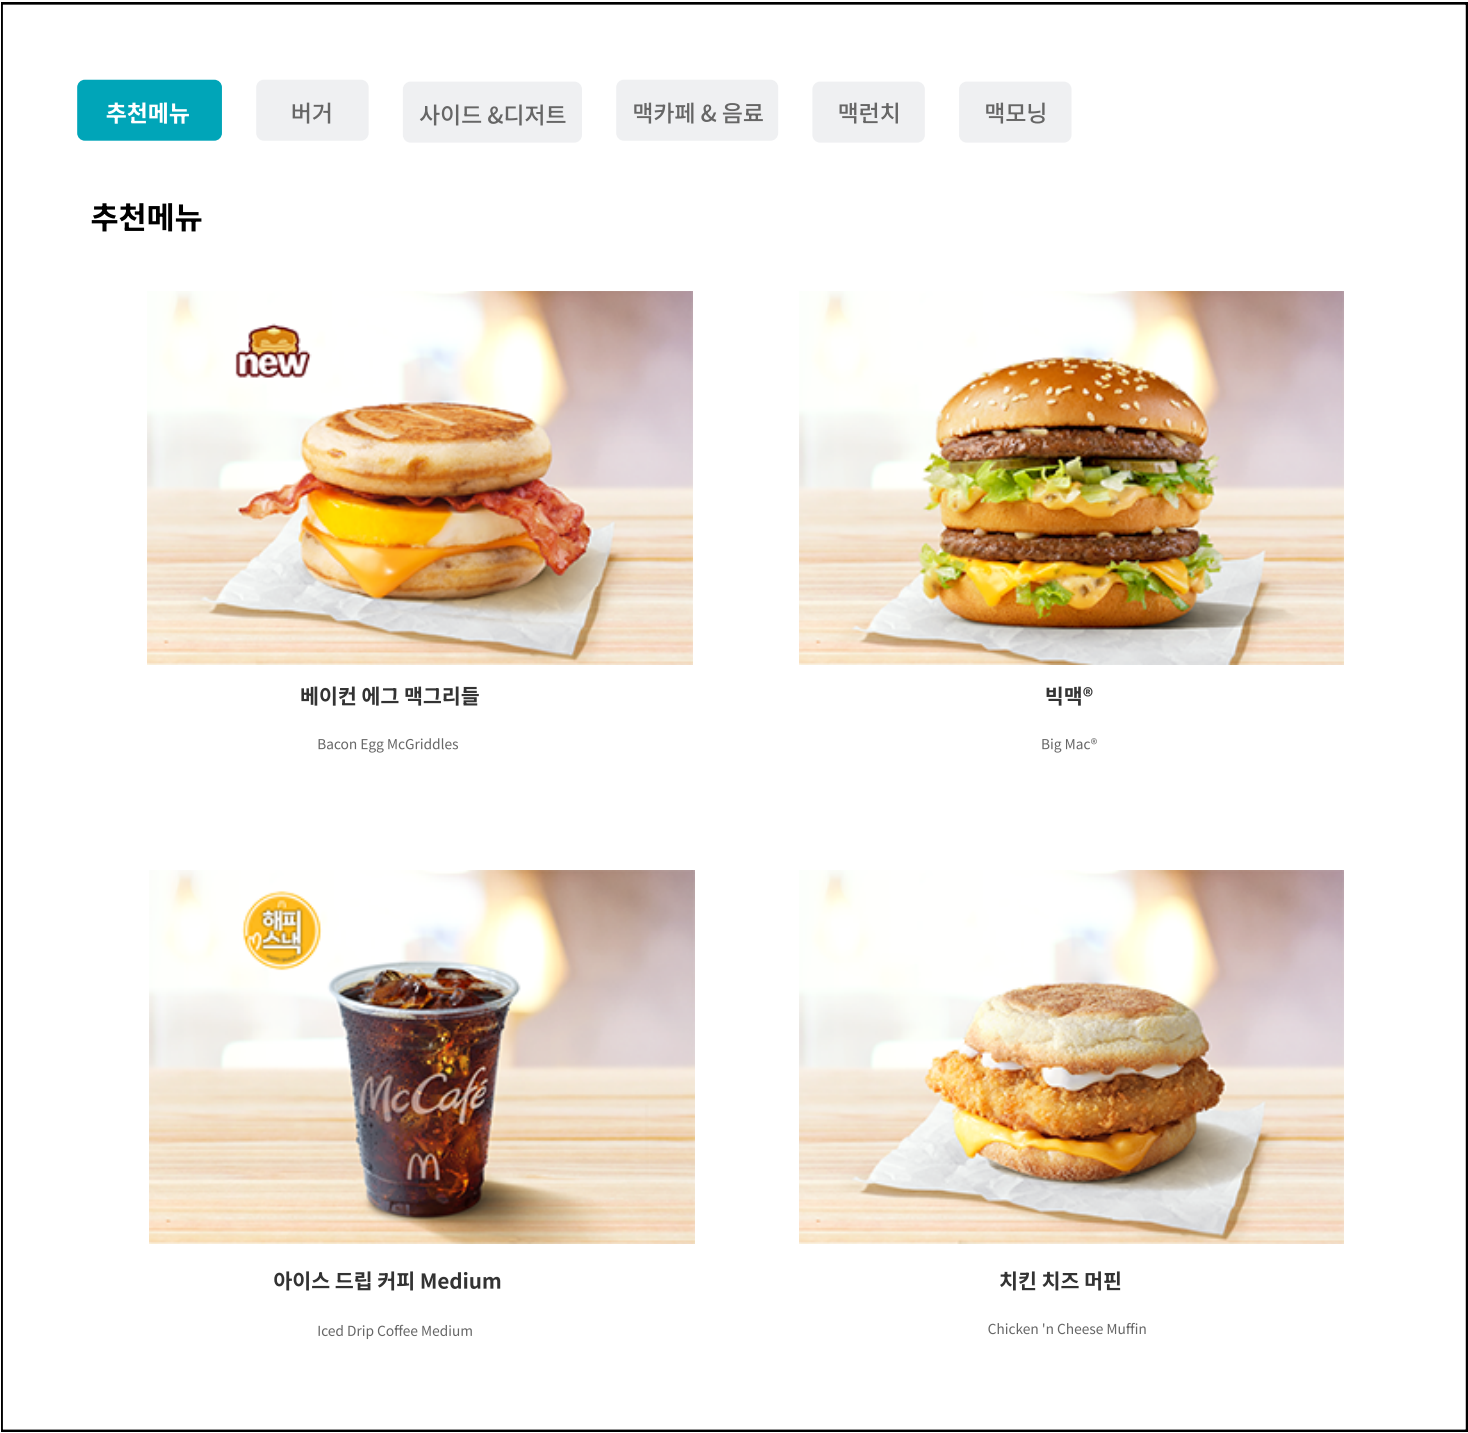 추천메뉴
버거
사이드 &디저트
맥카페 & 음료
맥런치
맥모닝
추천메뉴
new
베이컨 에그 맥그리들
Bacon Egg McGriddles
빅맥®
Big Mac®
해피
스낵
McCafé
아이스 드립 커피 Medium
Iced Drip Coffee Medium
치킨 치즈 머핀
Chicken 'n Cheese Muffin